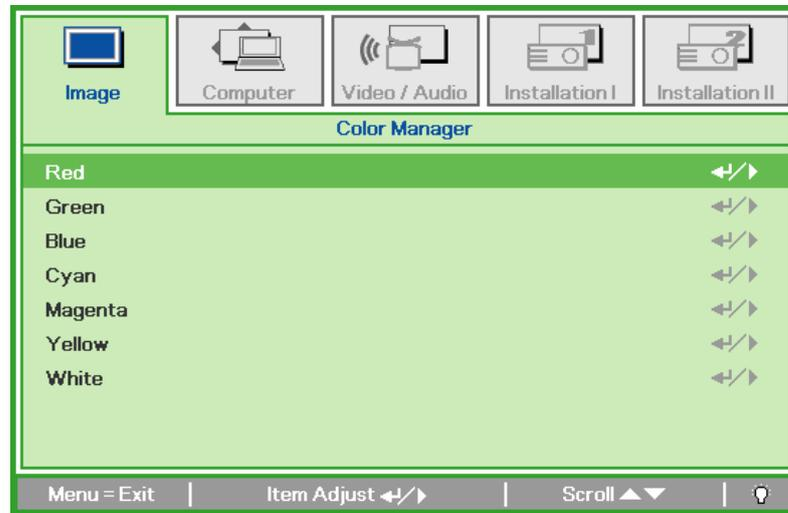 Image Computer Video / Audio Installation I Installation II
Color Manager
Red
Green
Blue
Cyan
Magenta
Yellow
White
Menu = Exit Item Adjust Scroll